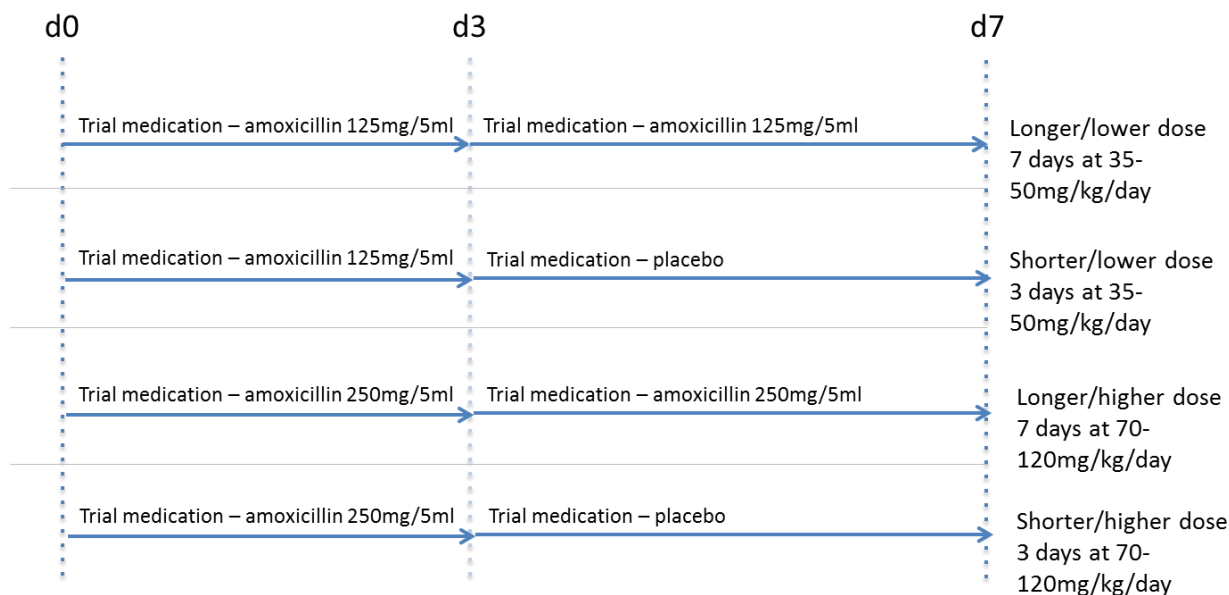 d0
d3
d7
Trial medication – amoxicillin 125mg/5ml
Trial medication – amoxicillin 125mg/5ml
Longer/lower dose
7 days at 35-
50mg/kg/day
Trial medication – amoxicillin 125mg/5ml
Trial medication – placebo
Shorter/lower dose
3 days at 35-
50mg/kg/day
Trial medication – amoxicillin 250mg/5ml
Trial medication – amoxicillin 250mg/5ml
Longer/higher dose
7 days at 70-
120mg/kg/day
Trial medication – amoxicillin 250mg/5ml
Trial medication – placebo
Shorter/higher dose
3 days at 70-
120mg/kg/day